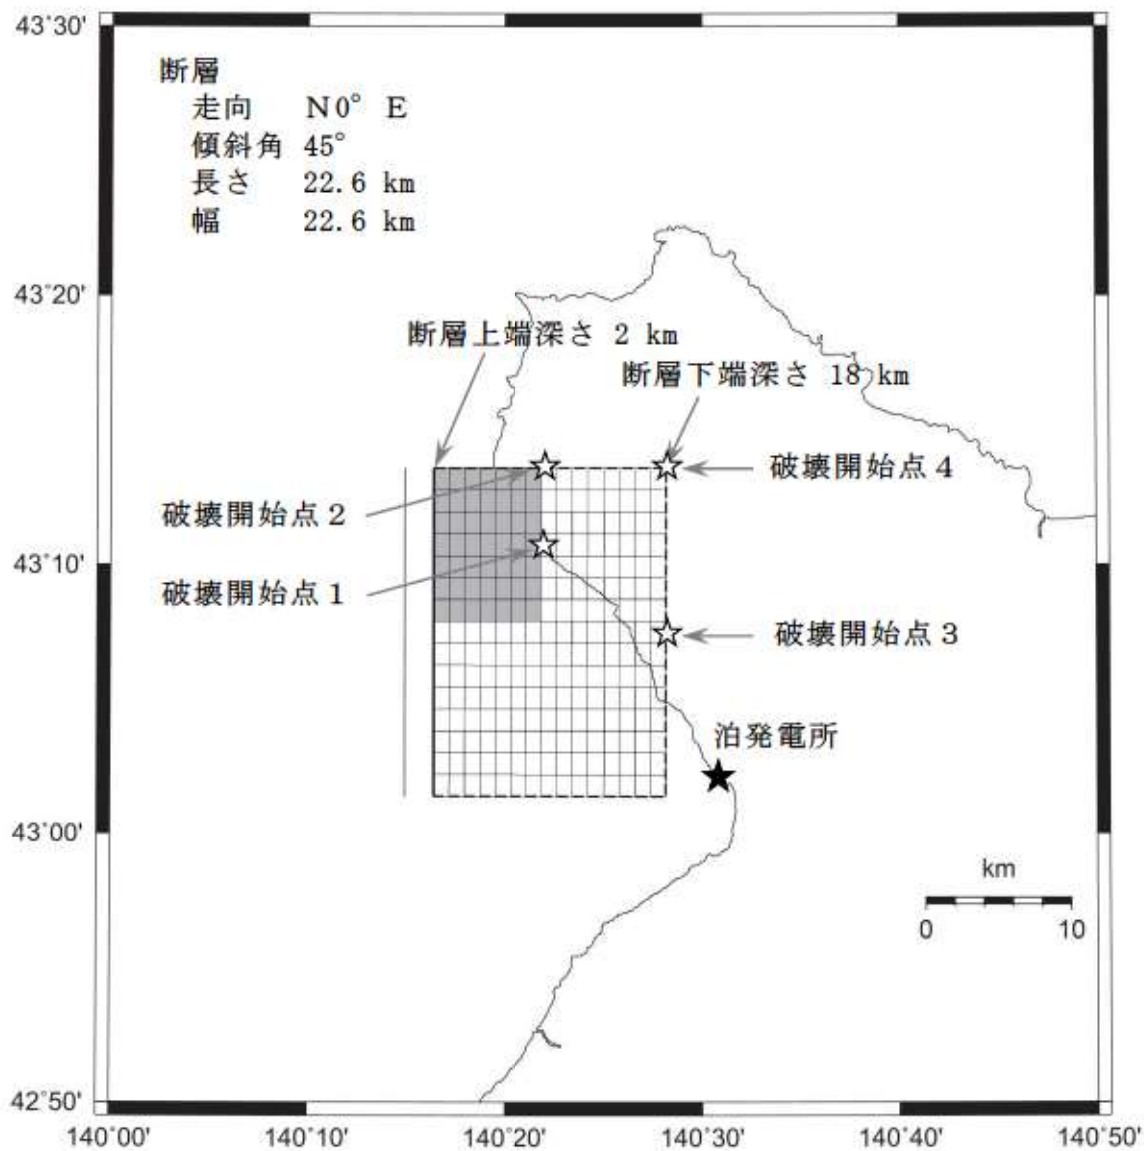 43°30'
断層
走向 N0° E
傾斜角 45°
長さ 22.6 km
幅 22.6 km
43°20'
断層上端深さ 2 km
断層下端深さ 18 km
破壊開始点4
破壊開始点2
43°10'
破壊開始点1
破壊開始点3
泊発電所
43°00'
km
0 10
42°50'
140°00' 140°10' 140°20' 140°30' 140°40' 140°50'